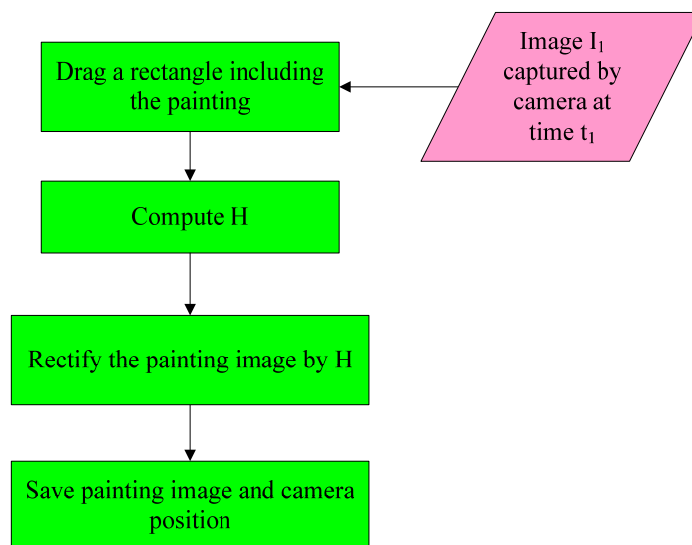 Drag a rectangle including
the painting
Image I₁
captured by
camera at
time t₁
Compute H
Rectify the painting image by H
Save painting image and camera
position